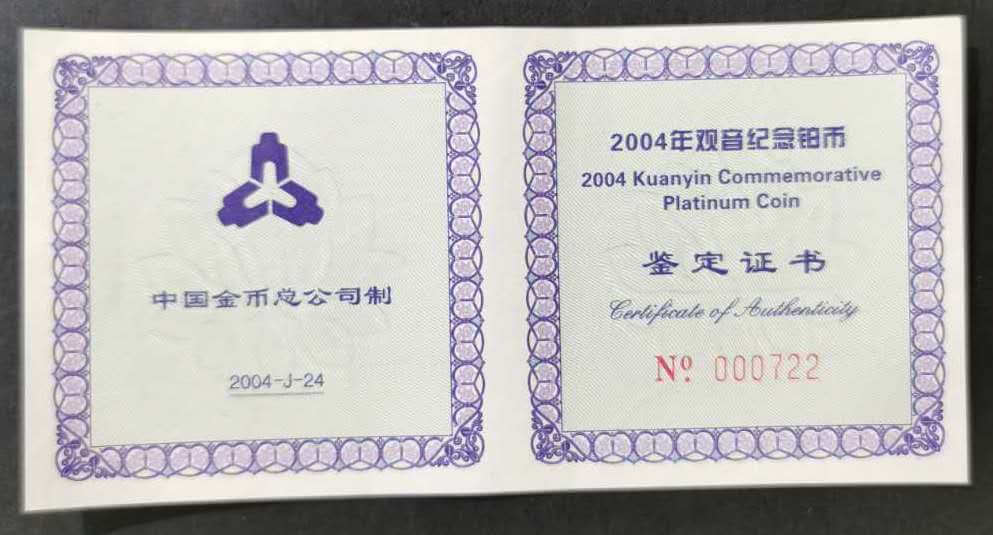 中国金币总公司制
2004-J-24
2004年观音纪念铂币
2004 Kuanyin Commemorative
Platinum Coin
鉴定证书
Certificate of Authenticity
Nº 000722